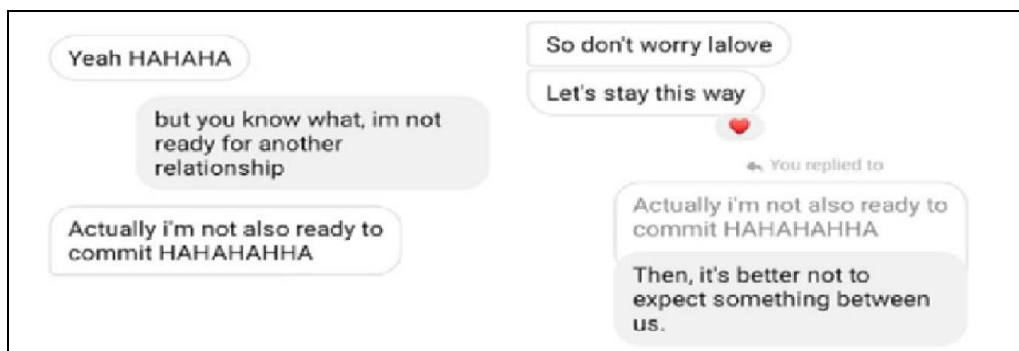 Yeah HAHAHA
but you know what, im not
ready for another
relationship
Actually i'm not also ready to
commit HAHAHAHHA
So don't worry lalove
Let's stay this way
You replied to
Actually i'm not also ready to
commit HAHAHAHHA
Then, it's better not to
expect something between
us.